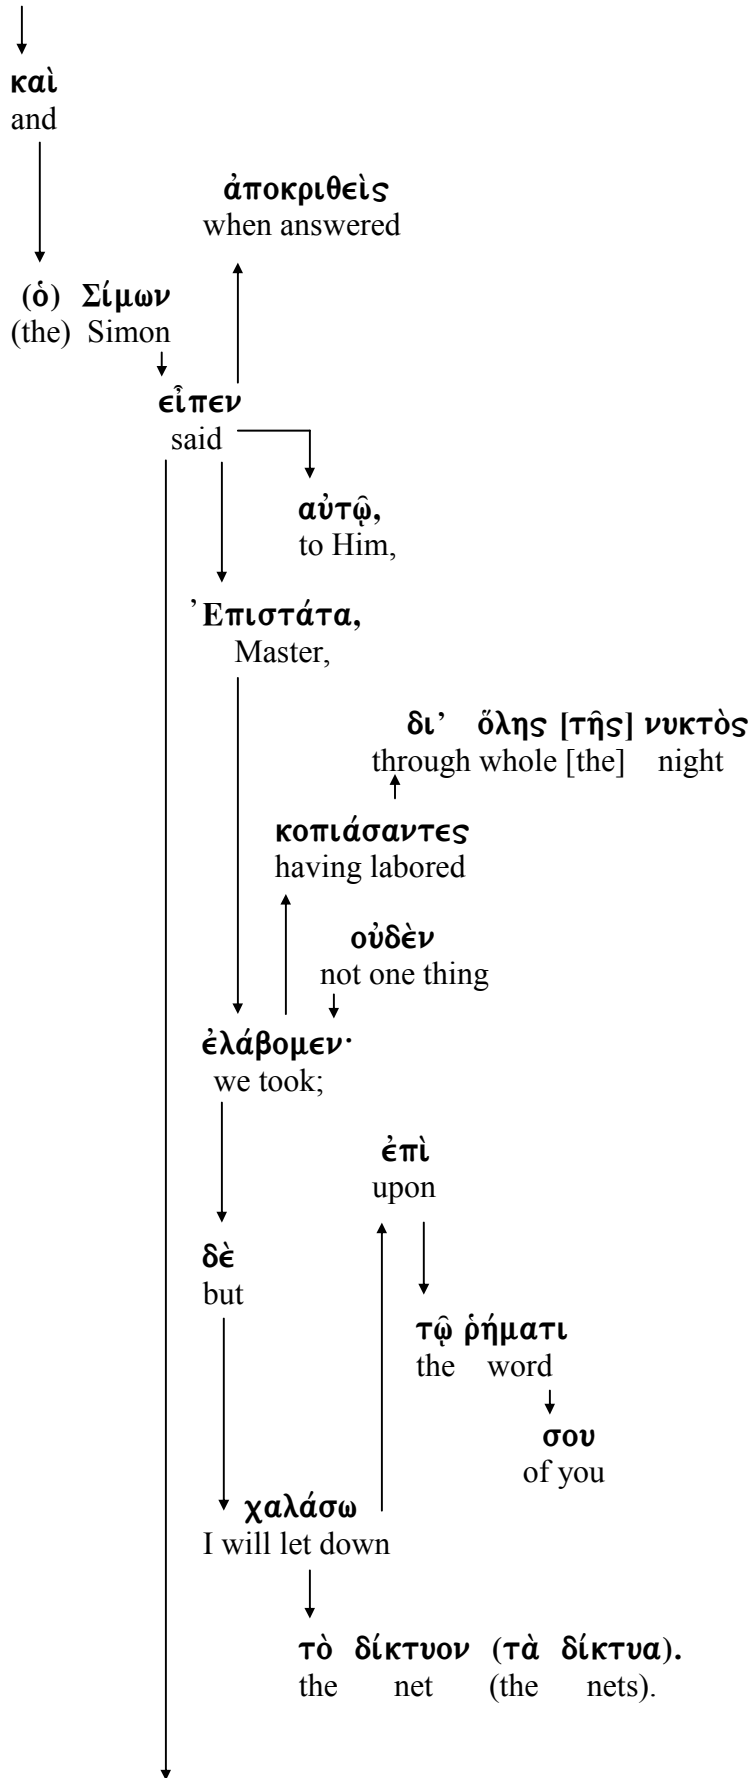 καὶ
and
ἀποκριθεὶς
when answered
(ὁ) Σίμων
(the) Simon
εἶπεν
said
αὐτῷ,
to Him,
Ἐπιστάτα,
Master,
δι’ ὅλης [τῆς] νυκτὸς
through whole [the] night
κοπιάσαντες
having labored
οὐδὲν
not one thing
ἐλάβομεν·
we took;
ἐπὶ
upon
δὲ
but
τῷ ῥήματι
the word
σου
of you
χαλάσω
I will let down
τὸ δίκτυον (τὰ δίκτυα).
the net (the nets).